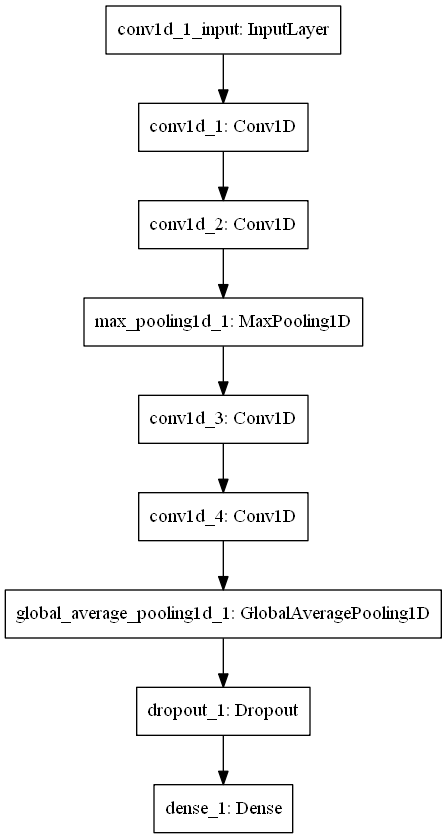 conv1d_1_input: InputLayer
conv1d_1: Conv1D
conv1d_2: Conv1D
max_pooling1d_1: MaxPooling1D
conv1d_3: Conv1D
conv1d_4: Conv1D
global_average_pooling1d_1: GlobalAveragePooling1D
dropout_1: Dropout
dense_1: Dense